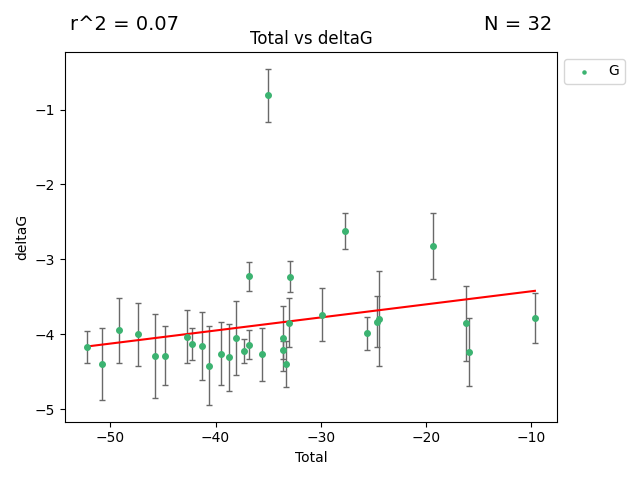 r^2 = 0.07
N = 32
Total vs deltaG
G
deltaG
−1
−2
−3
−4
−5
−50
−40
−30
−20
−10
Total